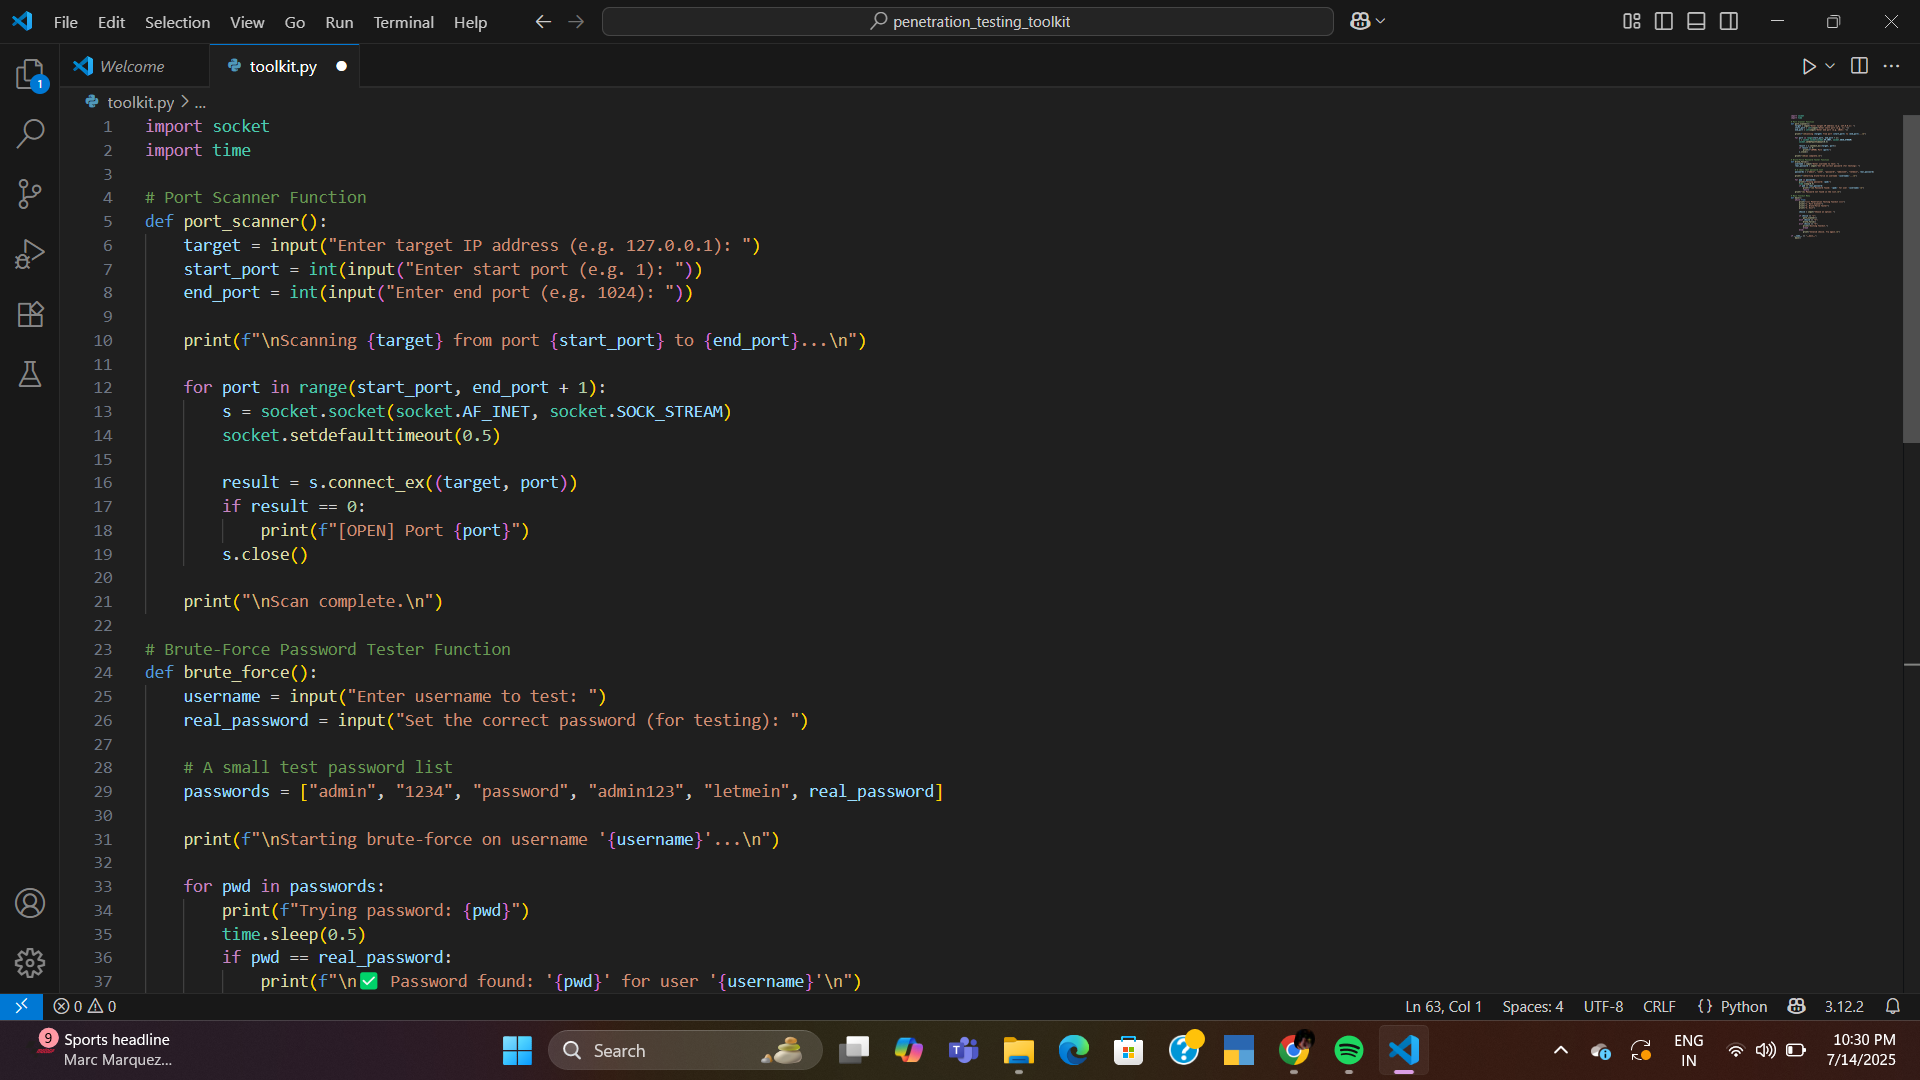 File Edit Selection View Go Run Terminal Help penetration_testing_toolkit
Welcome toolkit.py
1
toolkit.py > ...
1 import socket
2 import time
3
4 # Port Scanner Function
5 def port_scanner():
6 target = input("Enter target IP address (e.g. 127.0.0.1): ")
7 start_port = int(input("Enter start port (e.g. 1): "))
8 end_port = int(input("Enter end port (e.g. 1024): "))
9
10 print(f"\nScanning {target} from port {start_port} to {end_port}...\n")
11
12 for port in range(start_port, end_port + 1):
13 s = socket.socket(socket.AF_INET, socket.SOCK_STREAM)
14 socket.setdefaulttimeout(0.5)
15
16 result = s.connect_ex((target, port))
17 if result == 0:
18 print(f"[OPEN] Port {port}")
19 s.close()
20
21 print("\nScan complete.\n")
22
23 # Brute-Force Password Tester Function
24 def brute_force():
25 username = input("Enter username to test: ")
26 real_password = input("Set the correct password (for testing): ")
27
28 # A small test password list
29 passwords = ["admin", "1234", "password", "admin123", "letmein", real_password]
30
31 print(f"\nStarting brute-force on username '{username}'...\n")
32
33 for pwd in passwords:
34 print(f"Trying password: {pwd}")
35 time.sleep(0.5)
36 if pwd == real_password:
37 print(f"\n✅ Password found: '{pwd}' for user '{username}'\n")
0 0 Ln 63, Col 1 Spaces: 4 UTF-8 CRLF {} Python 3.12.2
9 Sports headline
Marc Marquez...
Search
ENG
IN
10:30 PM
7/14/2025